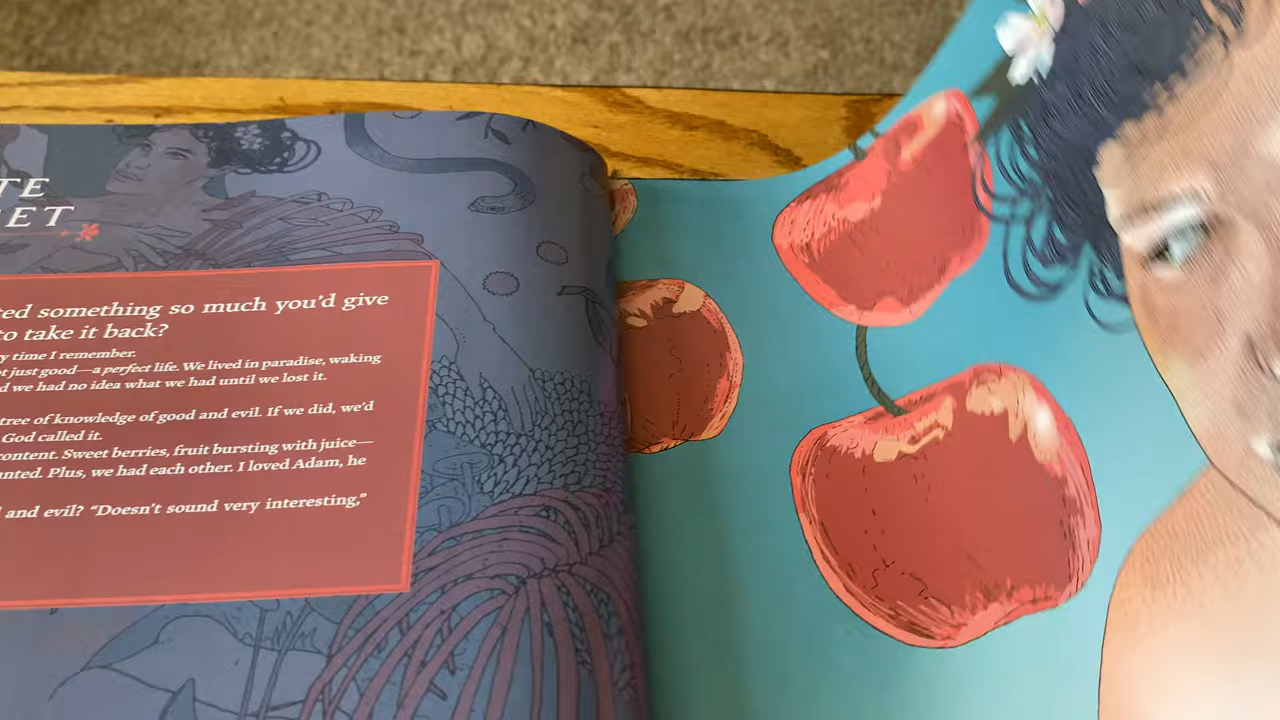 TE
ET
ted something so much you'd give
to take it back?
y time I remember.
t just good—a perfect life. We lived in paradise, waking
d we had no idea what we had until we lost it.
tree of knowledge of good and evil. If we did, we'd
God called it.
content. Sweet berries, fruit bursting with juice—
anted. Plus, we had each other. I loved Adam, he
and evil? “Doesn't sound very interesting,”